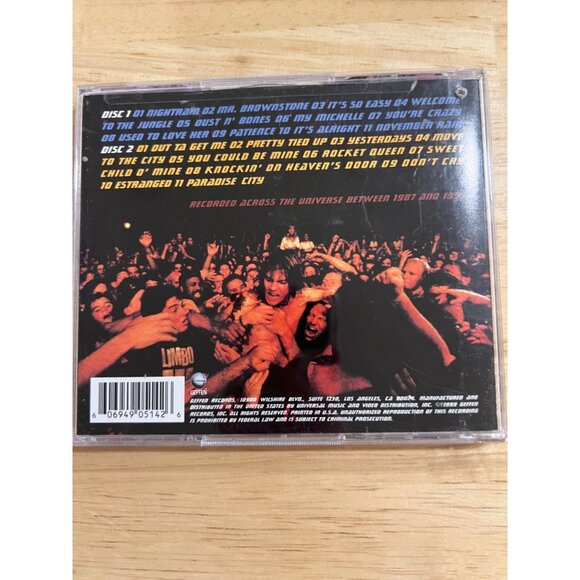 DISC 1 01 NIGHTRAIN 02 MR. BROWNSTONE 03 IT'S SO EASY 04 WELCOME
TO THE JUNGLE 05 DUST N' BONES 06' MY MICHELLE 07 YOU'RE CRAZY
08 USED TO LOVE HER 09 PATIENCE 10 IT'S ALRIGHT 11 NOVEMBER RAIN
DISC 2 01 OUT TA GET ME 02 PRETTY TIED UP 03 YESTERDAYS 04 MOVE
TO THE CITY 05 YOU COULD BE MINE 06 ROCKET QUEEN 07 SWEET
CHILD O' MINE 08 KNOCKIN' ON HEAVEN'S DOOR 09 DON'T CRY
10 ESTRANGED 11 PARADISE CITY
RECORDED ACROSS THE UNIVERSE BETWEEN 1987 AND
LIMBO
6 06949 05142 6
GEFFEN
GEFFEN RECORDS, 10900 WILSHIRE BLVD., SUITE 1230, LOS ANGELES, CA 90024. MANUFACTURED AND
DISTRIBUTED IN THE UNITED STATES BY UNIVERSAL MUSIC AND VIDEO DISTRIBUTION, INC. ©1999 GEFFEN
RECORDS, INC. ALL RIGHTS RESERVED. PRINTED IN U.S.A. UNAUTHORIZED REPRODUCTION OF THIS RECORDING
IS PROHIBITED BY FEDERAL LAW AND IS SUBJECT TO CRIMINAL PROSECUTION.